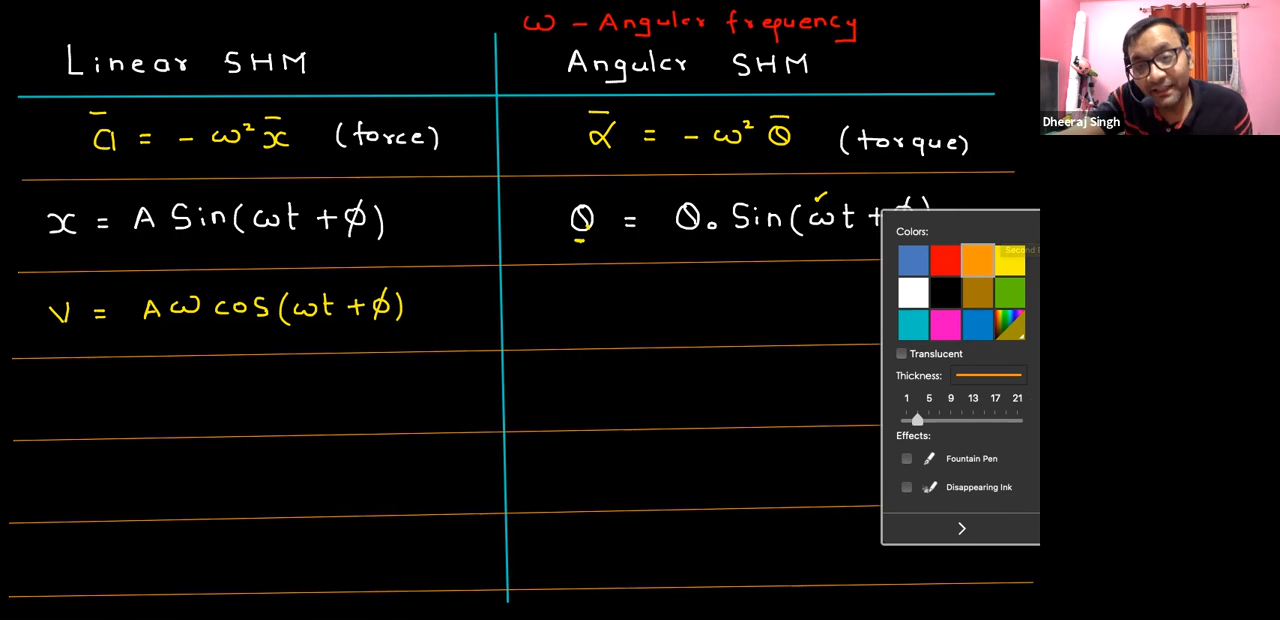 ω - Angular frequency
Linear SHM
Angular SHM
a̅ = - ω² x̅ (force)
α̅ = - ω² θ̅ (torque)
x = A Sin(ωt + ϕ)
θ = θ₀ Sin(ωt + ϕ)
v = Aω cos(ωt + ϕ)
Dheeraj Singh
Colors:
Translucent
Thickness:
1 5 9 13 17 21
Effects:
Fountain Pen
Disappearing Ink